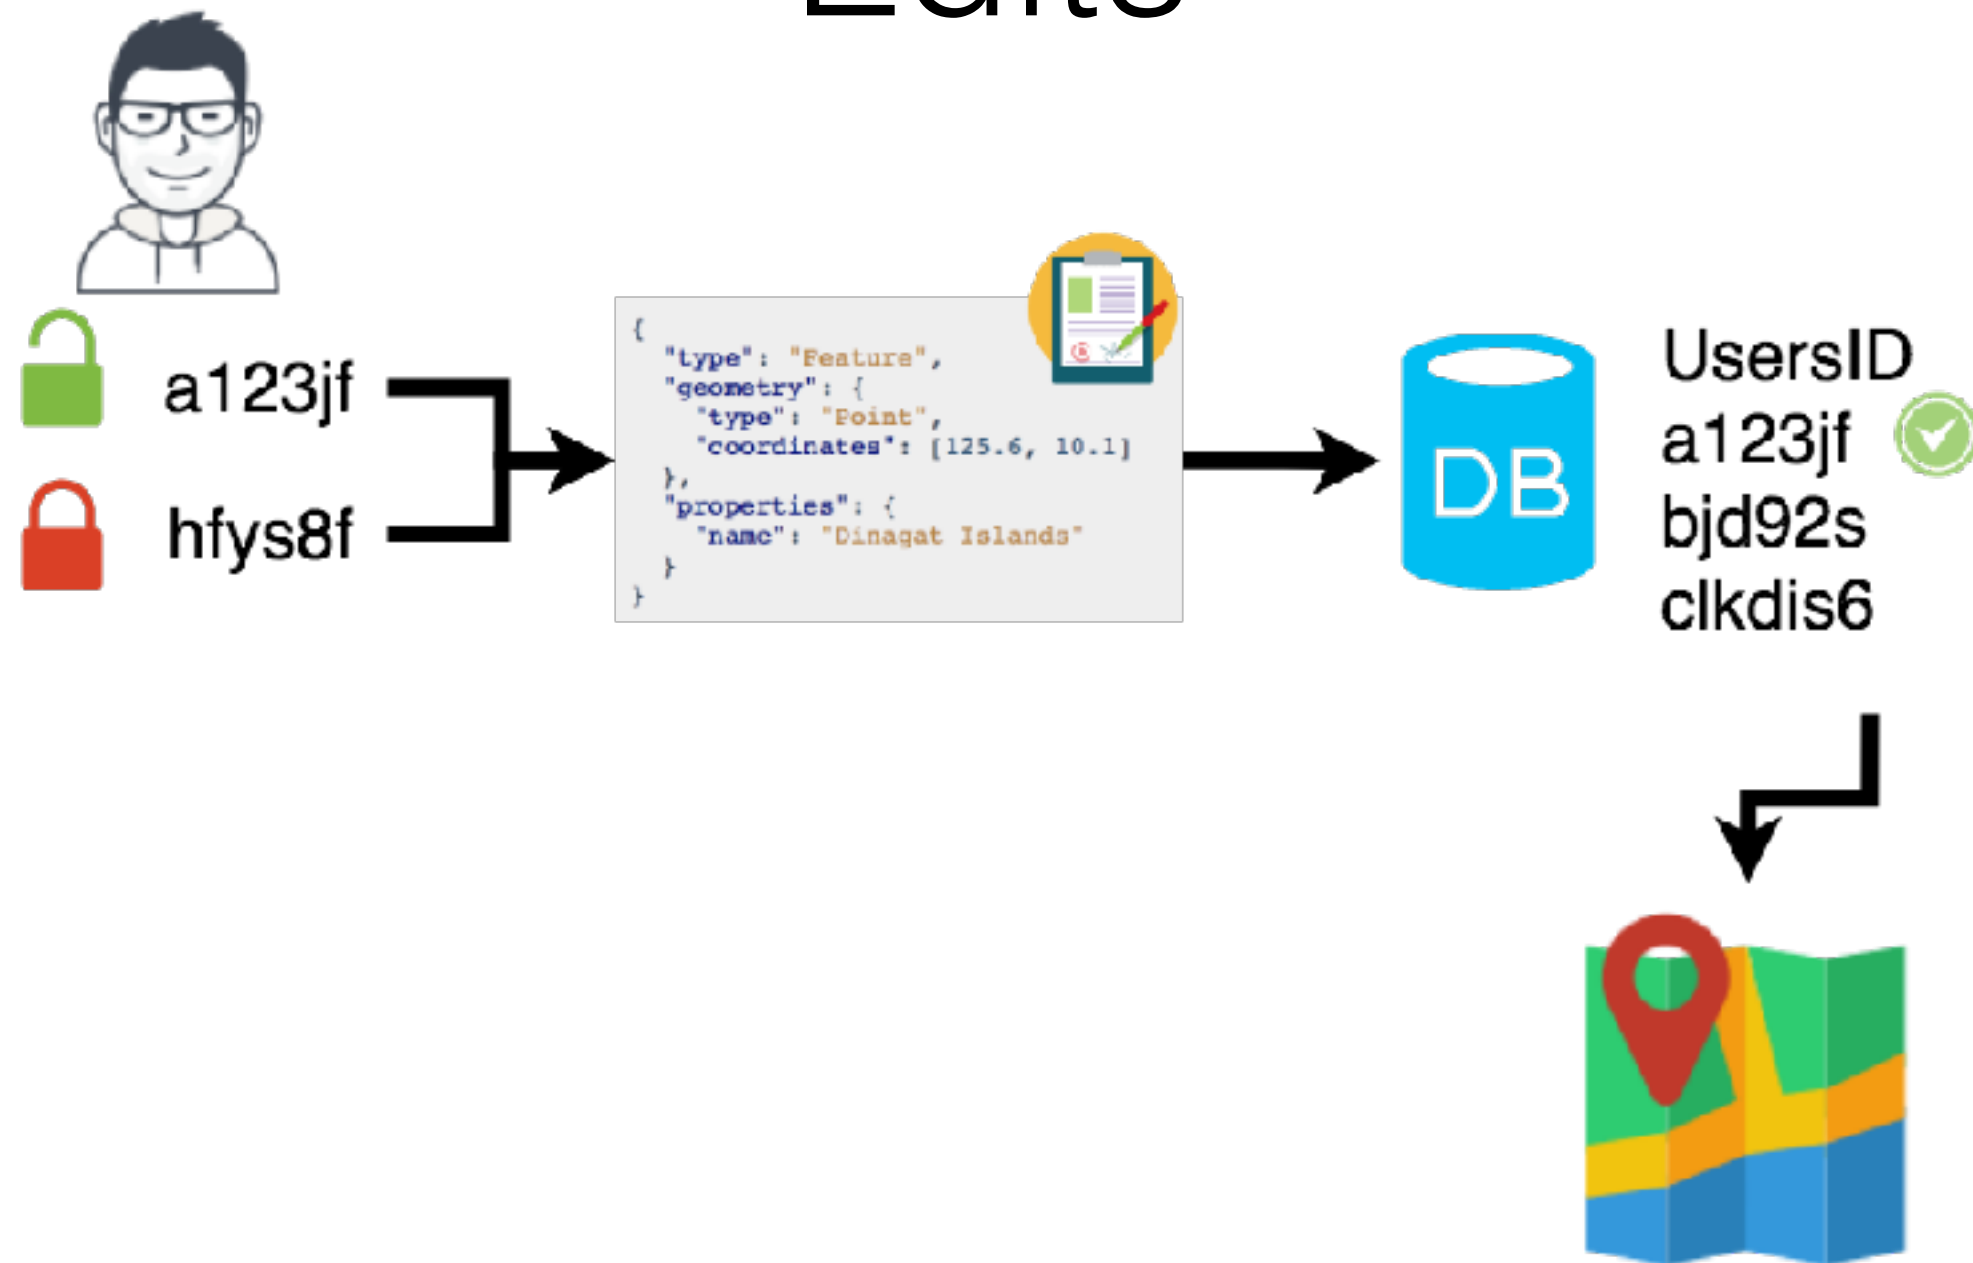 Edits
a123jf
hfys8f
{
"type": "Feature",
"geometry": {
"type": "Point",
"coordinates": [125.6, 10.1]
},
"properties": {
"name": "Dinagat Islands"
}
}
DB
UsersID
a123jf
bjd92s
clkdis6